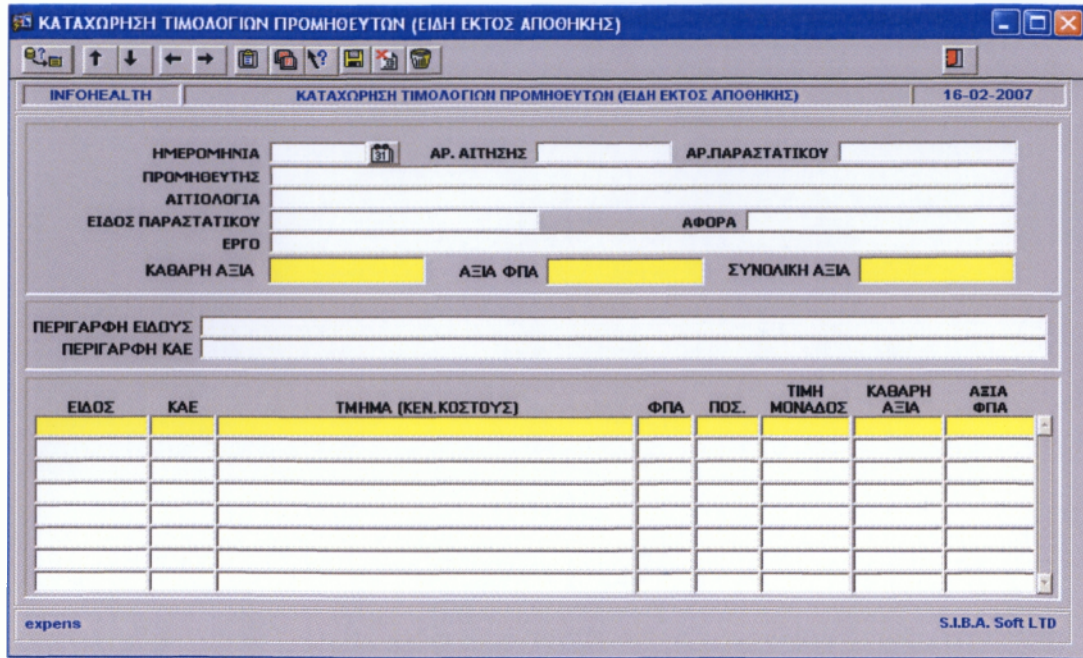 ΚΑΤΑΧΩΡΗΣΗ ΤΙΜΟΛΟΓΙΩΝ ΠΡΟΜΗΘΕΥΤΩΝ (ΕΙΔΗ ΕΚΤΟΣ ΑΠΟΘΗΚΗΣ)
INFOHEALTH ΚΑΤΑΧΩΡΗΣΗ ΤΙΜΟΛΟΓΙΩΝ ΠΡΟΜΗΘΕΥΤΩΝ (ΕΙΔΗ ΕΚΤΟΣ ΑΠΟΘΗΚΗΣ) 16-02-2007
ΗΜΕΡΟΜΗΝΙΑ 31 ΑΡ. ΑΙΤΗΣΗΣ ΑΡ.ΠΑΡΑΣΤΑΤΙΚΟΥ
ΠΡΟΜΗΘΕΥΤΗΣ
ΑΙΤΙΟΛΟΓΙΑ
ΕΙΔΟΣ ΠΑΡΑΣΤΑΤΙΚΟΥ ΑΦΟΡΑ
ΕΡΓΟ
ΚΑΘΑΡΗ ΑΞΙΑ ΑΞΙΑ ΦΠΑ ΣΥΝΟΛΙΚΗ ΑΞΙΑ
ΠΕΡΙΓΑΡΦΗ ΕΙΔΟΥΣ
ΠΕΡΙΓΑΡΦΗ ΚΑΕ
ΕΙΔΟΣ ΚΑΕ ΤΜΗΜΑ (ΚΕΝ.ΚΟΣΤΟΥΣ) ΦΠΑ ΠΟΣ. ΤΙΜΗ ΜΟΝΑΔΟΣ ΚΑΘΑΡΗ ΑΞΙΑ ΑΞΙΑ ΦΠΑ
expens S.I.B.A. Soft LTD